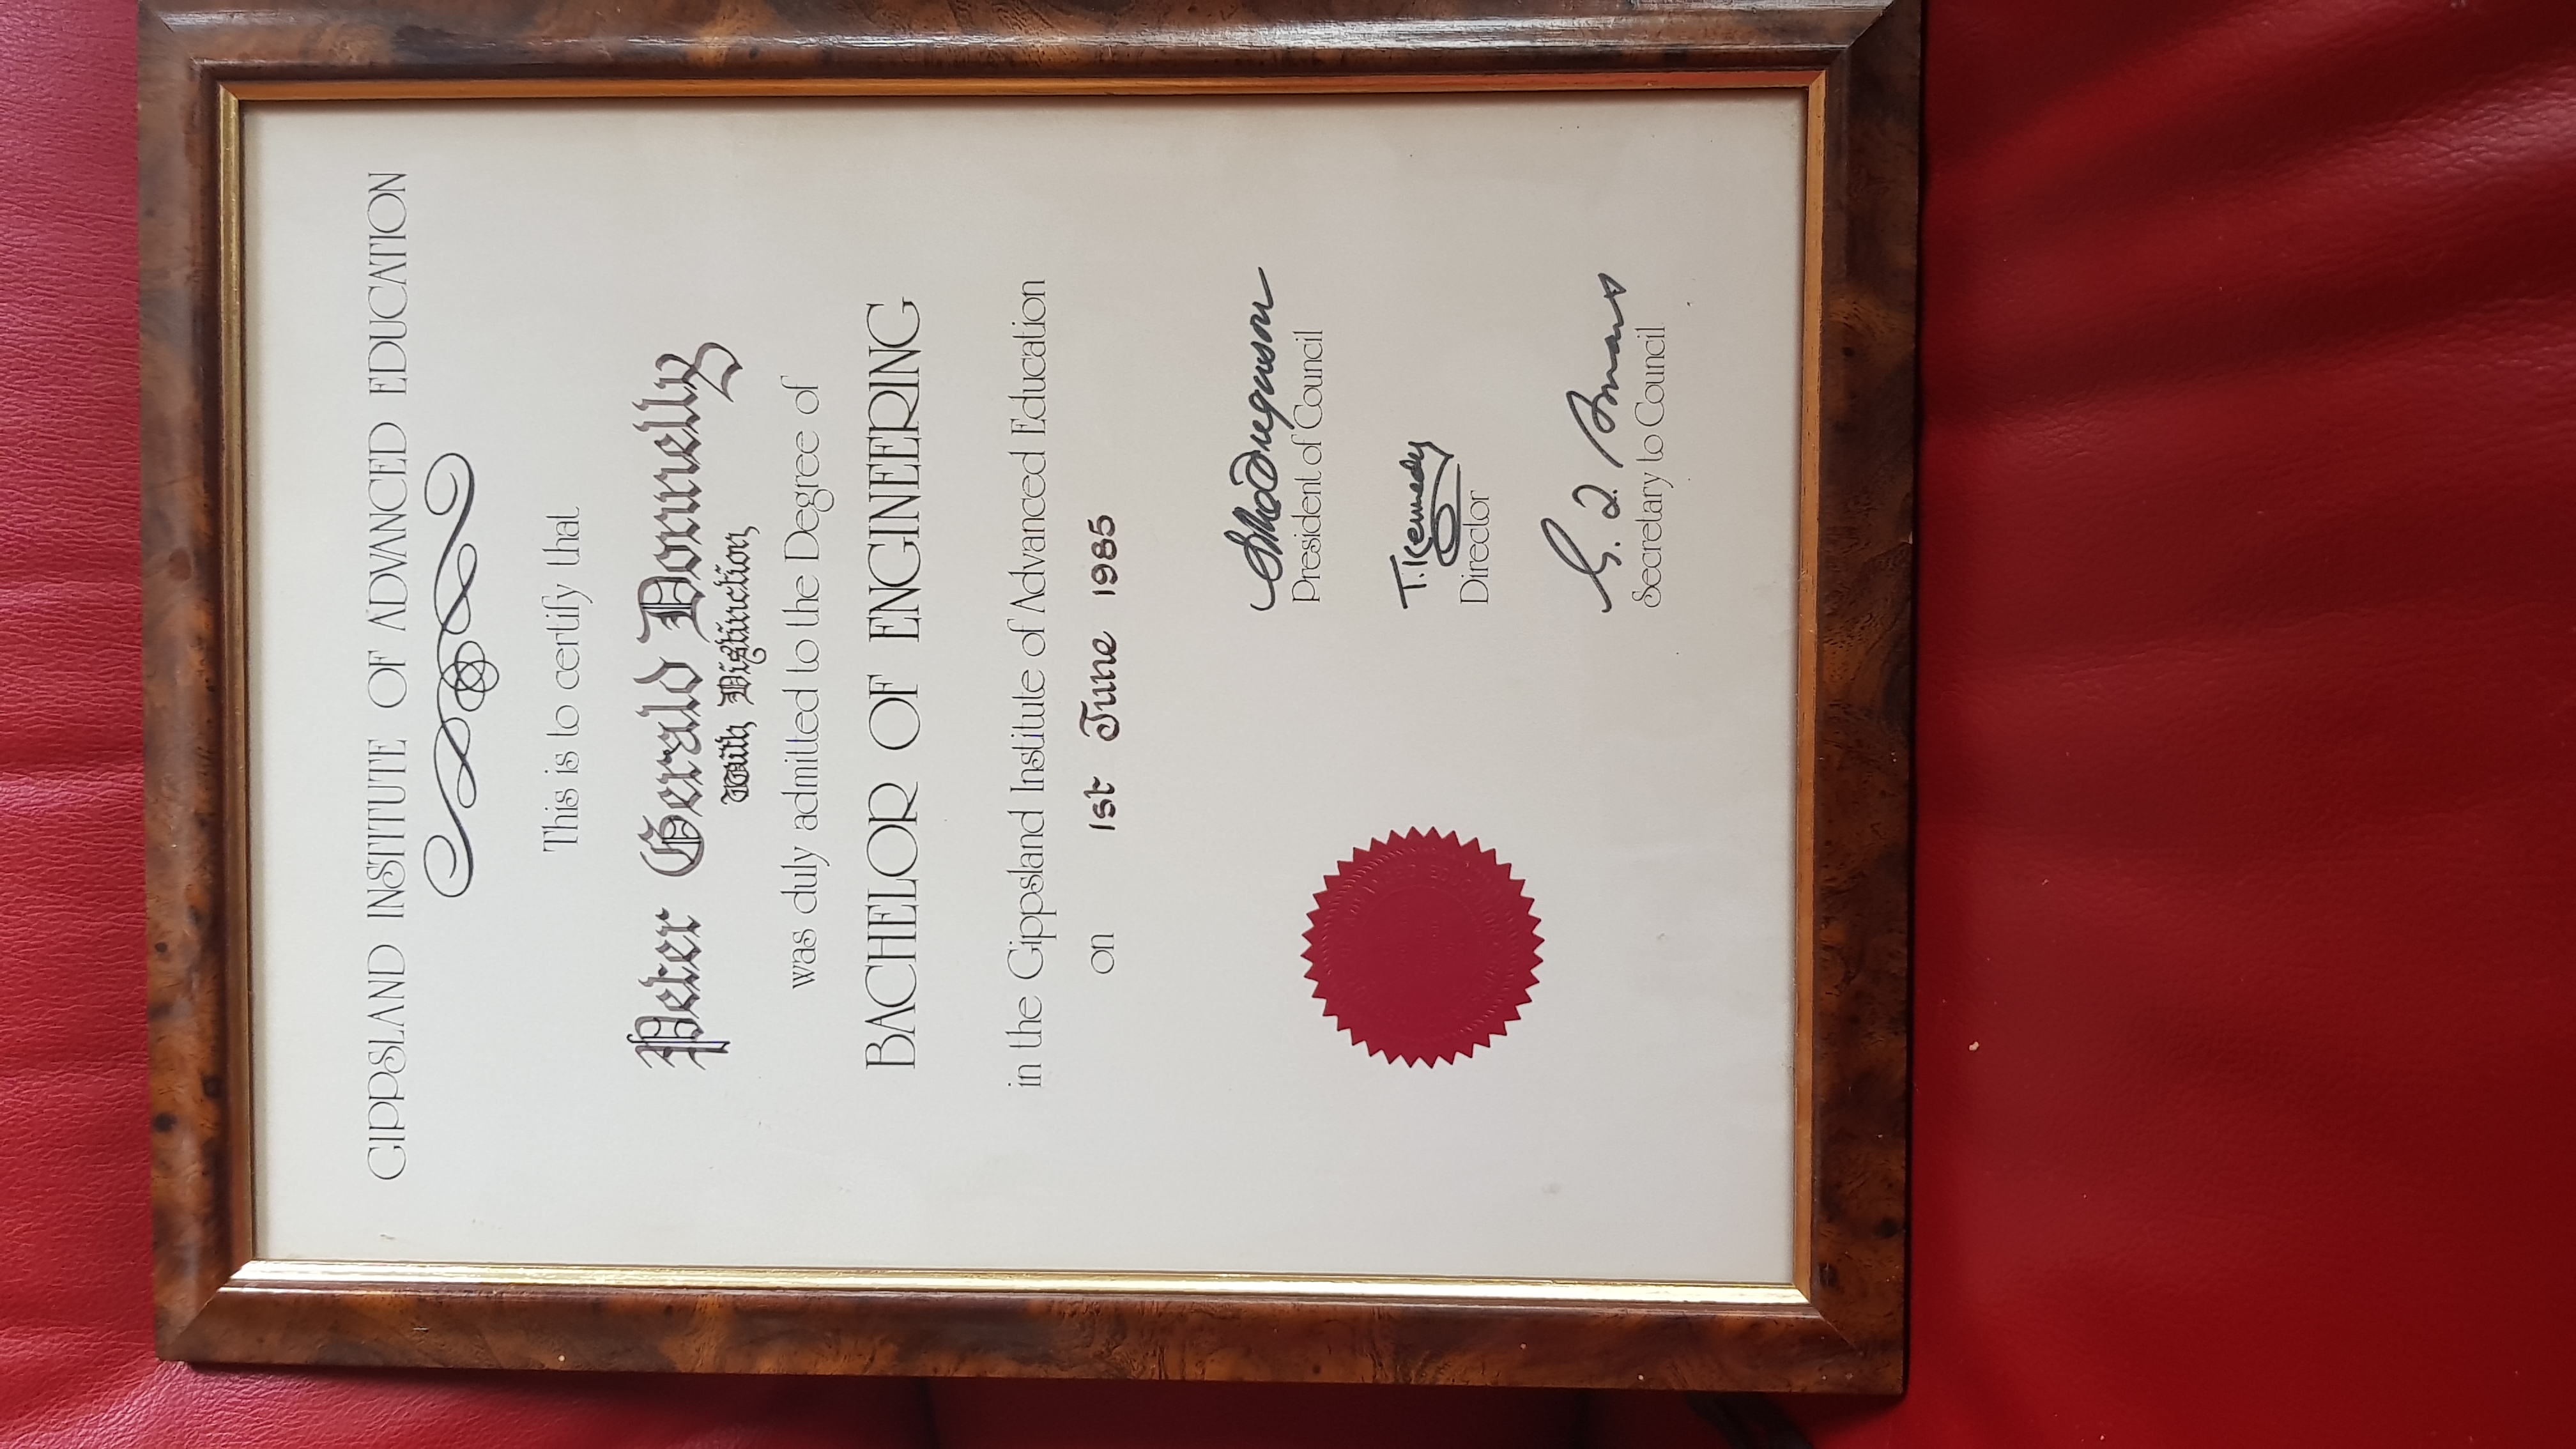 GIPPSLAND INSTITUTE OF ADVANCED EDUCATION
This is to certify that
Peter Gerald Donnelly
With Distinction
was duly admitted to the Degree of
BACHELOR OF ENGINEERING
in the Gippsland Institute of Advanced Education
on 1st June 1985
President of Council
T. Kennedy
Director
Secretary to Council